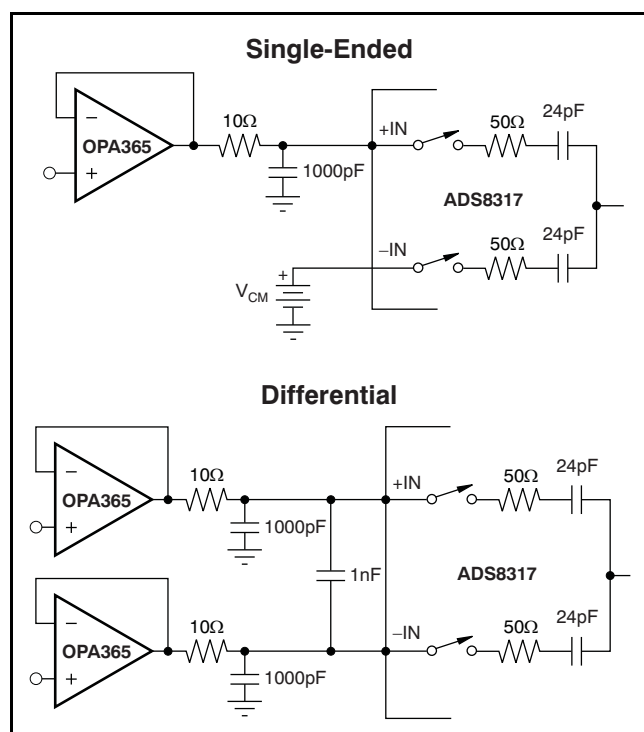 Single-Ended
OPA365
−
+
10Ω
1000pF
+IN
50Ω
24pF
ADS8317
−IN
50Ω
24pF
+
VCM
Differential
OPA365
−
+
10Ω
1000pF
1nF
+IN
50Ω
24pF
ADS8317
OPA365
−
+
10Ω
1000pF
−IN
50Ω
24pF